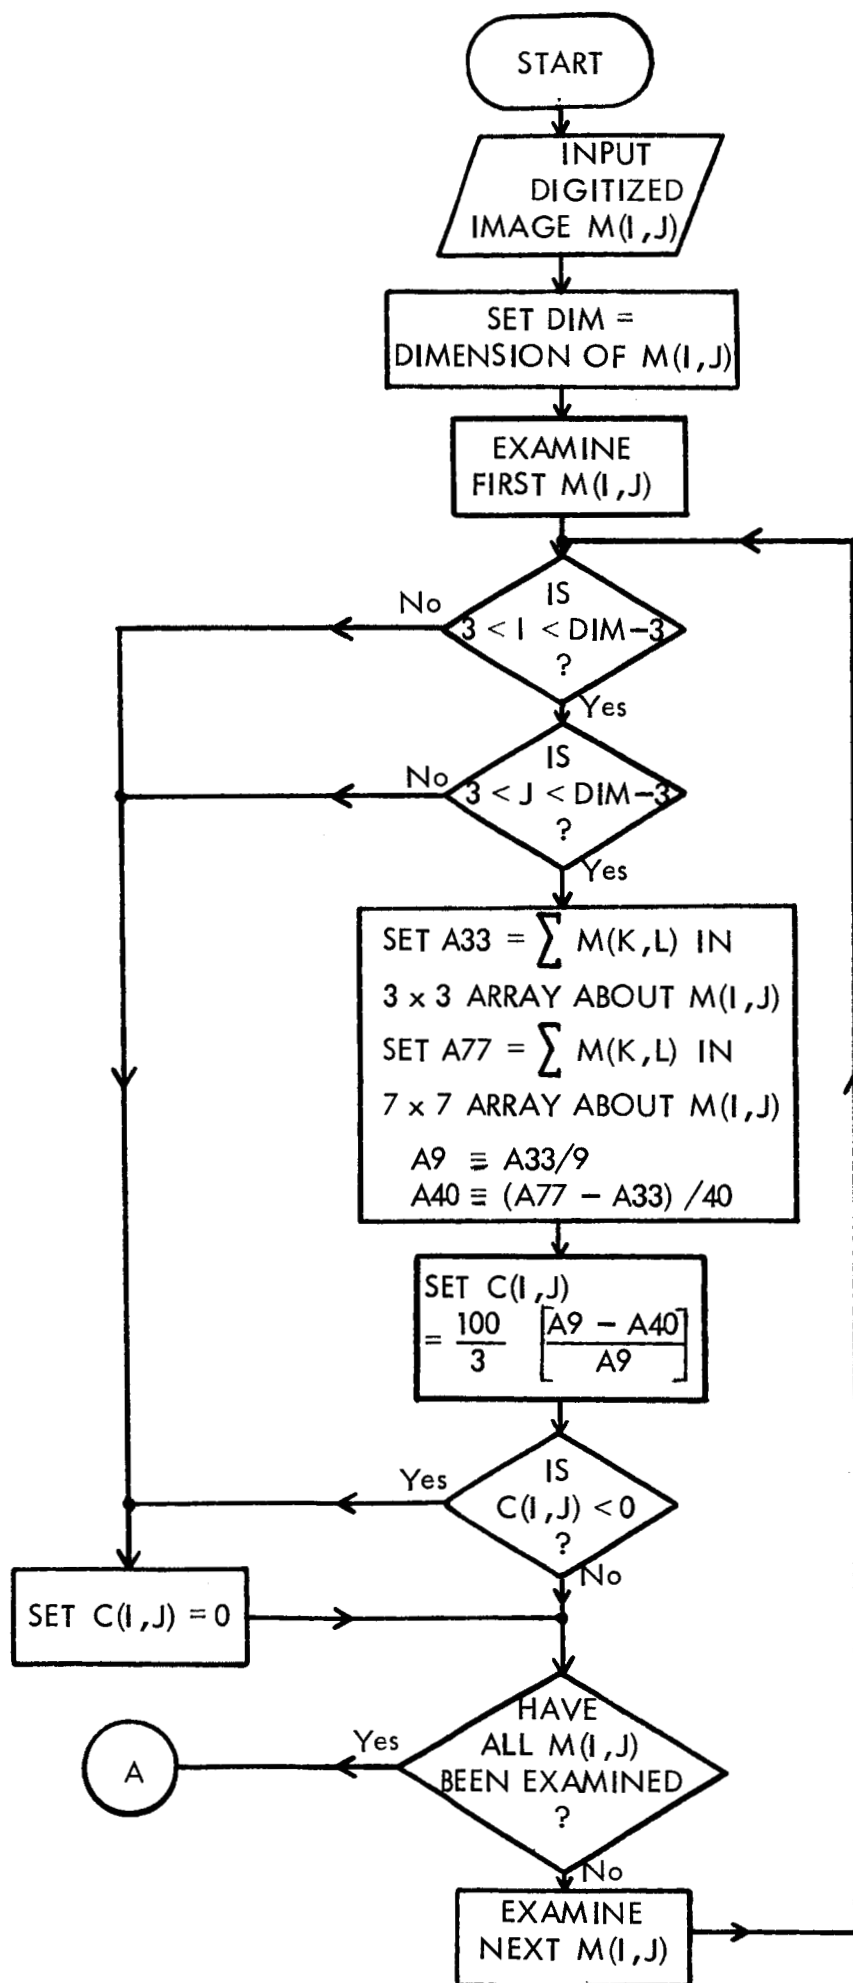 START
INPUT
DIGITIZED
IMAGE M(I,J)
SET DIM =
DIMENSION OF M(I,J)
EXAMINE
FIRST M(I,J)
No
IS
3 < I < DIM-3
?
Yes
No
IS
3 < J < DIM-3
?
Yes
SET A33 = ∑ M(K,L) IN
3 x 3 ARRAY ABOUT M(I,J)
SET A77 = ∑ M(K,L) IN
7 x 7 ARRAY ABOUT M(I,J)
A9 ≡ A33/9
A40 ≡ (A77 - A33) /40
SET C(I,J)
= 100/3 [A9 - A40 / A9]
Yes
IS
C(I,J) < 0
?
No
SET C(I,J) = 0
HAVE
Yes
ALL M(I,J)
A
BEEN EXAMINED
?
No
EXAMINE
NEXT M(I,J)